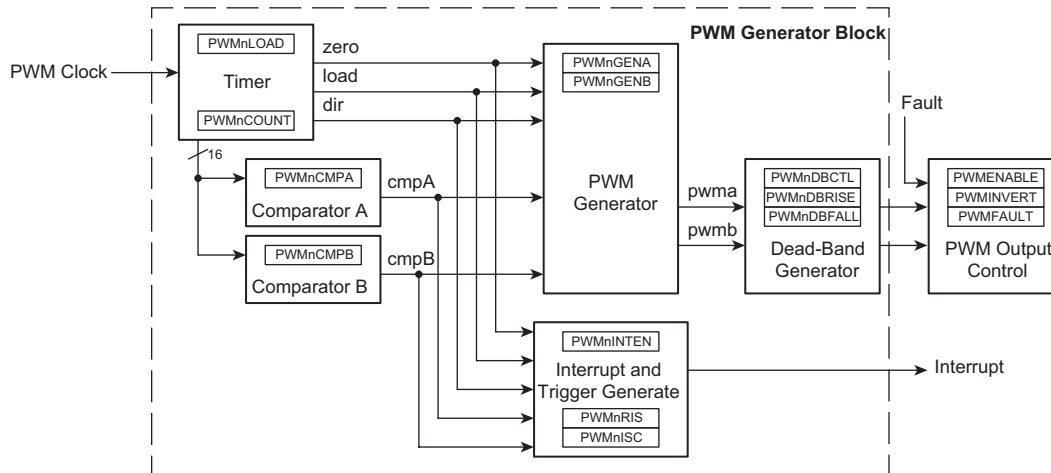 PWM Generator Block
PWM Clock
PWMnLOAD
Timer
PWMnCOUNT
zero
load
dir
16
PWMnCMPA
Comparator A
cmpA
PWMnCMPB
Comparator B
cmpB
PWMnGENA
PWMnGENB
PWM
Generator
pwma
pwmb
PWMnDBCTL
PWMnDBRISE
PWMnDBFALL
Dead-Band
Generator
Fault
PWMENABLE
PWMINVERT
PWMFAULT
PWM Output
Control
PWMnINTEN
Interrupt and
Trigger Generate
PWMnRIS
PWMnISC
Interrupt